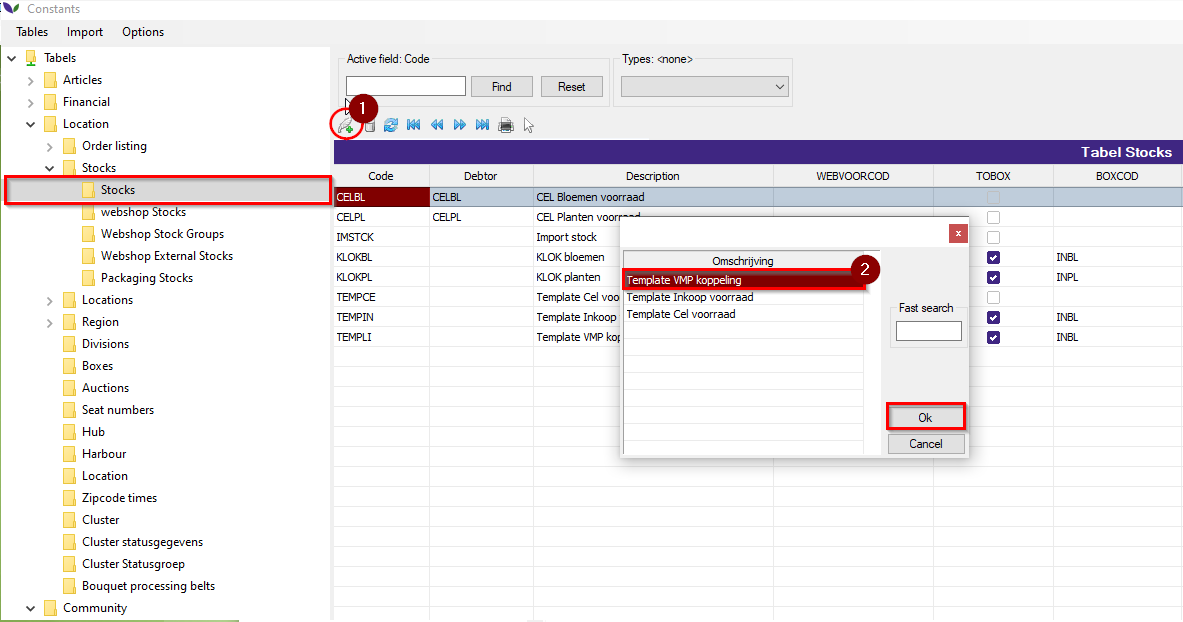 Constants
Tables Import Options
Tabels
Articles
Financial
Location
Order listing
Stocks
Stocks
webshop Stocks
Webshop Stock Groups
Webshop External Stocks
Packaging Stocks
Locations
Region
Divisions
Boxes
Auctions
Seat numbers
Hub
Harbour
Location
Zipcode times
Cluster
Cluster statusgegevens
Cluster Statusgroep
Bouquet processing belts
Community
Active field: Code
Find Reset
Types: <none>
1
Tabel Stocks
Code Debtor Description WEBVOORCOD TOBOX BOXCOD
CELBL CELBL CEL Bloemen voorraad
CELPL CELPL CEL Planten voorraad
IMSTCK Import stock
KLOKBL KLOK bloemen INBL
KLOKPL KLOK planten INPL
TEMPCE Template Cel voo
TEMPIN Template Inkoop INBL
TEMPLI Template VMP kop INBL
x
Omschrijving
2
Template VMP koppeling
Template Inkoop voorraad
Template Cel voorraad
Fast search
Ok
Cancel